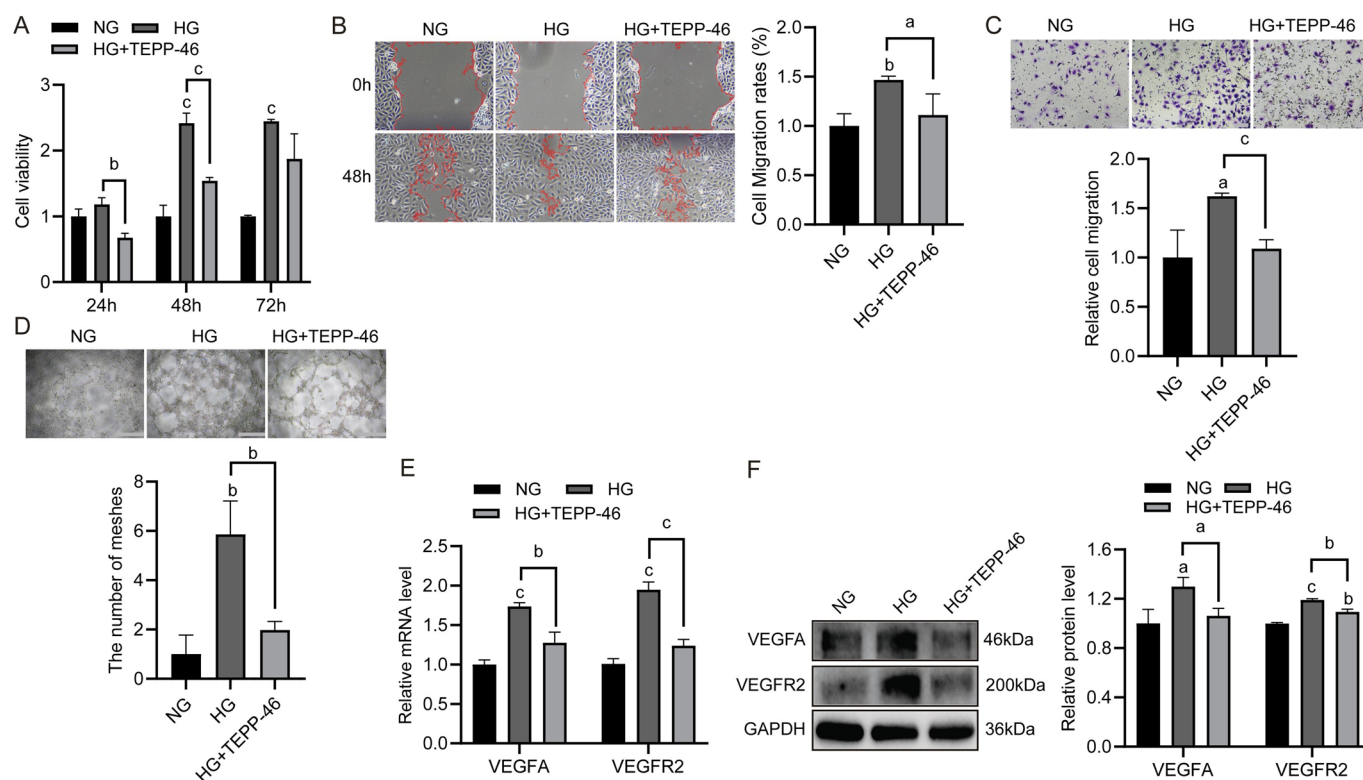 A
NG HG
HG+TEPP-46
Cell viability
3
2
1
0
b
c
c
c
24h 48h 72h
B
NG HG HG+TEPP-46
0h
48h
Cell Migration rates (%)
2.0
1.5
1.0
0.5
0.0
a
b
NG
HG
HG+TEPP-46
C
NG HG HG+TEPP-46
Relative cell migration
2.0
1.5
1.0
0.5
0.0
c
a
NG
HG
HG+TEPP-46
D
NG HG HG+TEPP-46
The number of meshes
8
6
4
2
0
b
b
NG
HG
HG+TEPP-46
E
NG HG
HG+TEPP-46
Relative mRNA level
2.5
2.0
1.5
1.0
0.5
0.0
b
c
c
c
VEGFA VEGFR2
F
NG HG HG+TEPP-46
VEGFA 46kDa
VEGFR2 200kDa
GAPDH 36kDa
NG HG
HG+TEPP-46
Relative protein level
1.6
1.2
0.8
0.4
0.0
a
a
b
c
b
VEGFA VEGFR2